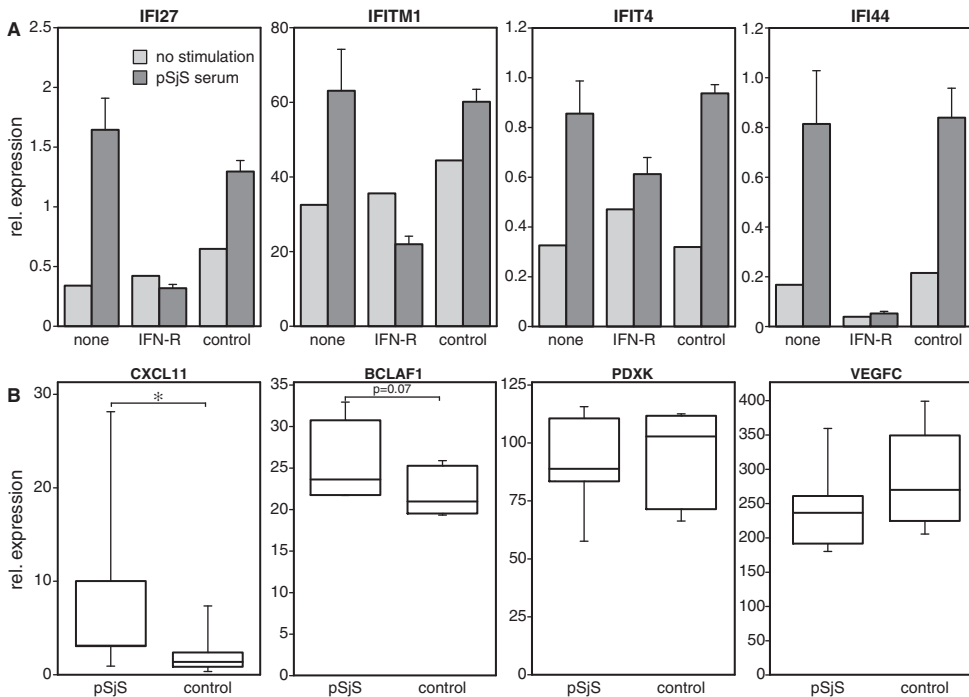 A
IFI27
IFITM1
IFIT4
IFI44
rel. expression
2.5
2
1.5
1
0.5
0
no stimulation
pSjS serum
none
IFN-R
control
80
60
40
20
0
none
IFN-R
control
1.2
1.0
0.8
0.6
0.4
0.2
0
none
IFN-R
control
1.2
1.0
0.8
0.6
0.4
0.2
0
none
IFN-R
control
B
CXCL11
BCLAF1
PDXK
VEGFC
rel. expression
30
20
10
0
*
pSjS
control
35
30
25
20
15
10
5
0
p=0.07
pSjS
control
125
100
75
50
25
0
pSjS
control
400
350
300
250
200
150
100
50
0
pSjS
control